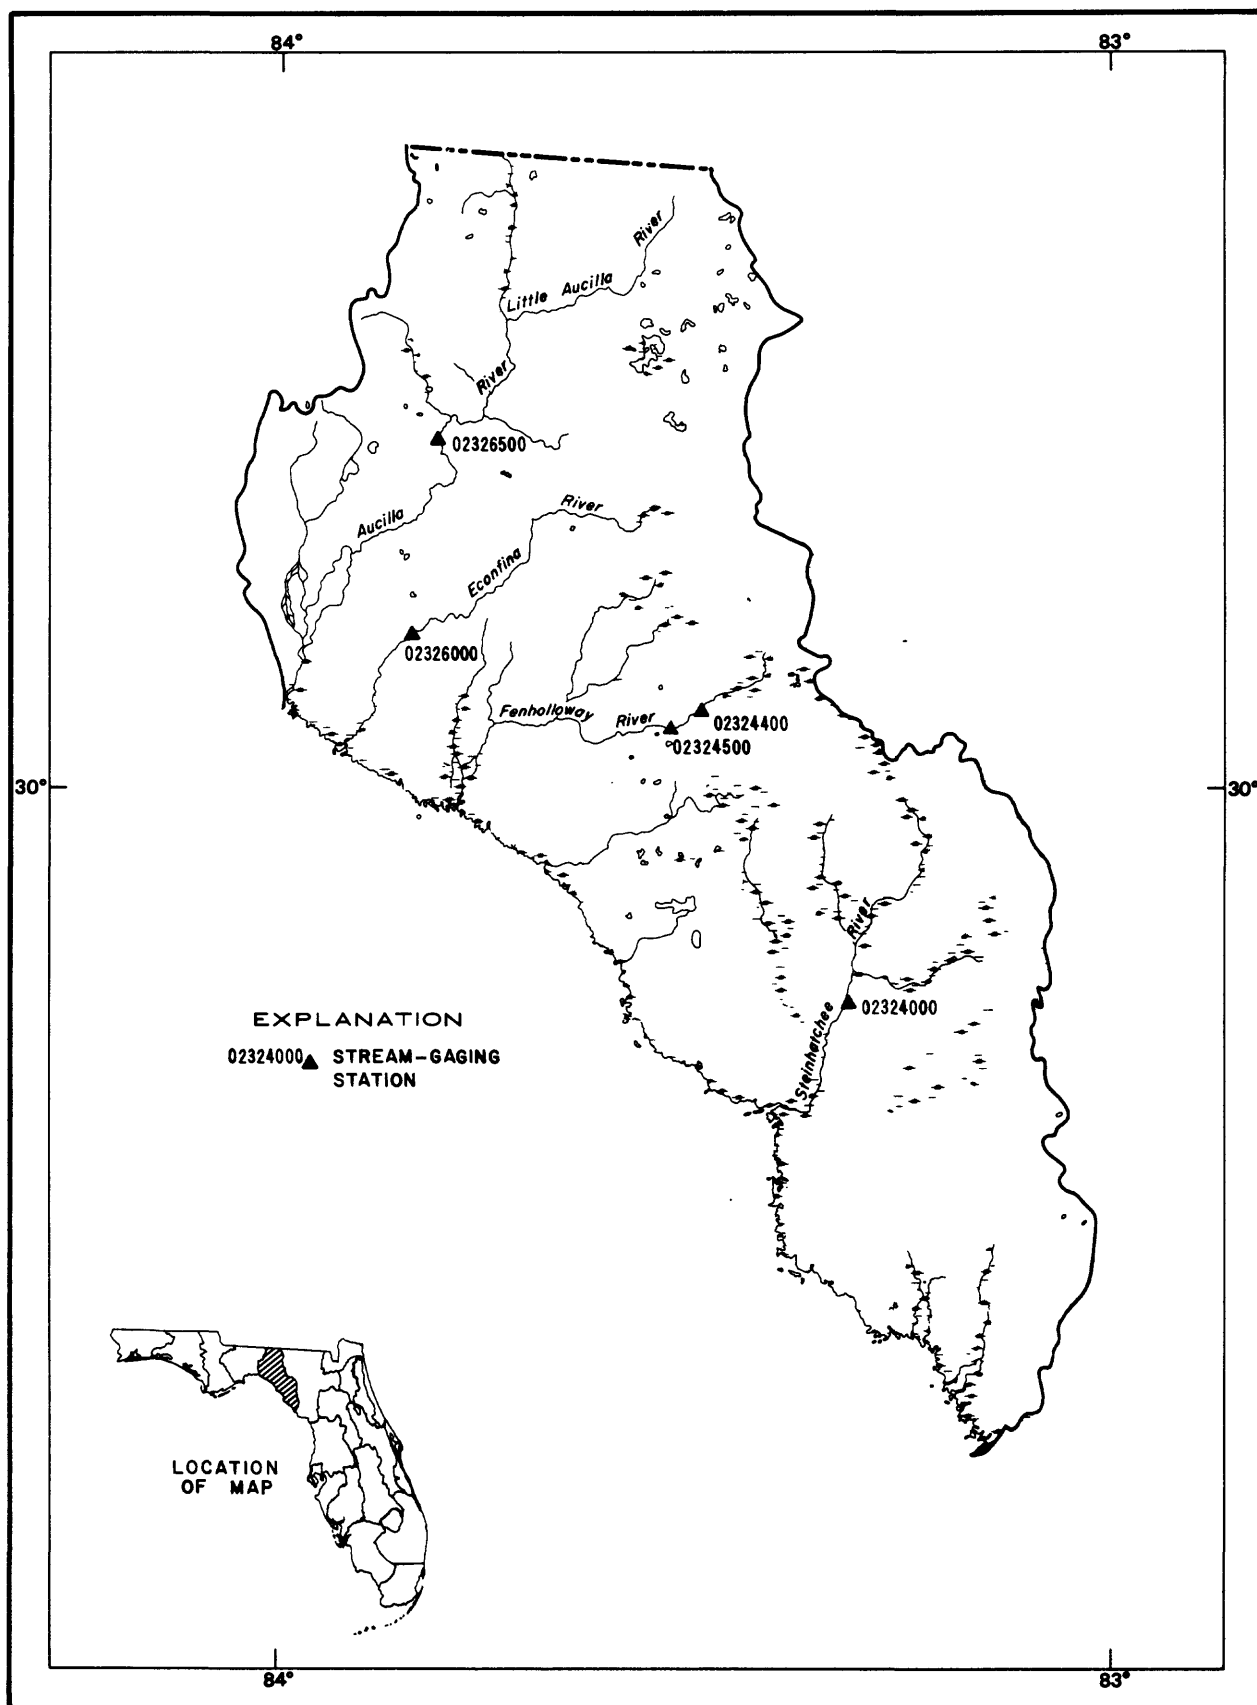 84°
83°
Little Aucilla River
River
02326500
Aucilla
River
Econfina
02326000
Fenholloway River
02324400
02324500
30°
30°
River
02324000
Steinhatchee
EXPLANATION
02324000 STREAM-GAGING
STATION
LOCATION
OF MAP
84°
83°